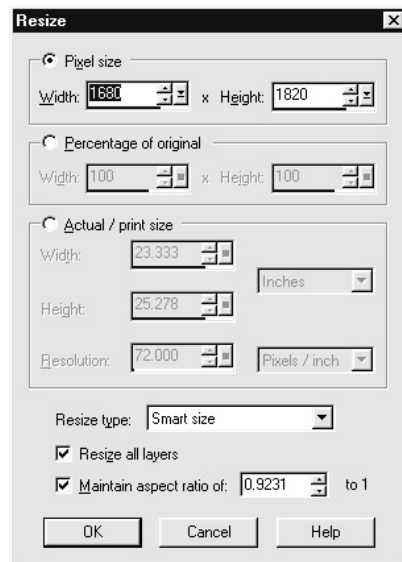 Resize
Pixel size
Width: 1680 x Height: 1820
Percentage of original
Width: 100 x Height: 100
Actual / print size
Width: 23.333
Inches
Height: 25.278
Resolution: 72.000 Pixels / inch
Resize type: Smart size
Resize all layers
Maintain aspect ratio of: 0.9231 to 1
OK Cancel Help